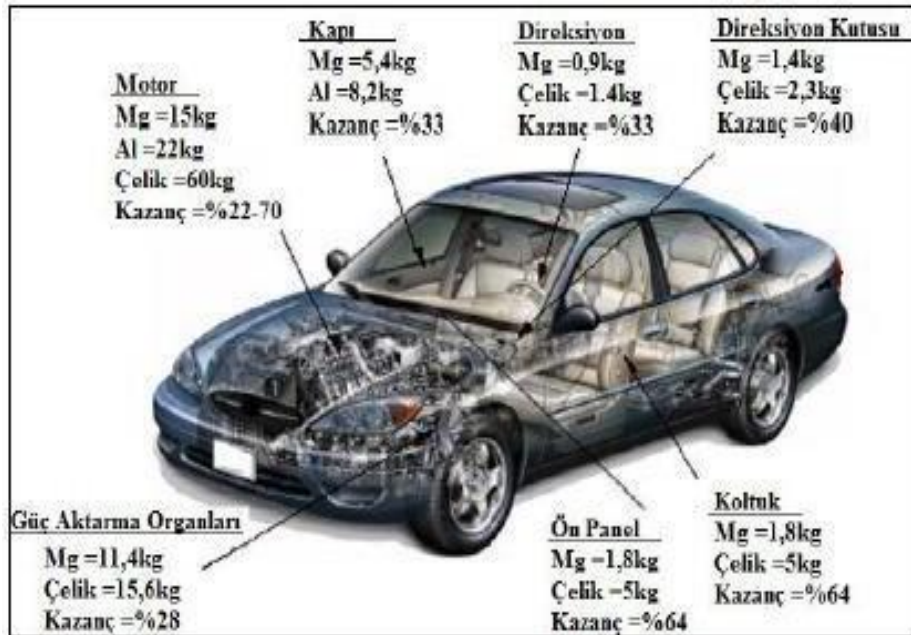 Kapı
Mg =5,4kg
Al =8,2kg
Kazanç =%33
Direksiyon
Mg =0,9kg
Çelik =1.4kg
Kazanç =%33
Direksiyon Kutusu
Mg =1,4kg
Çelik =2,3kg
Kazanç =%40
Motor
Mg =15kg
Al =22kg
Çelik =60kg
Kazanç =%22-70
Güç Aktarma Organları
Mg =11,4kg
Çelik =15,6kg
Kazanç =%28
Ön Panel
Mg =1,8kg
Çelik =5kg
Kazanç =%64
Koltuk
Mg =1,8kg
Çelik =5kg
Kazanç =%64